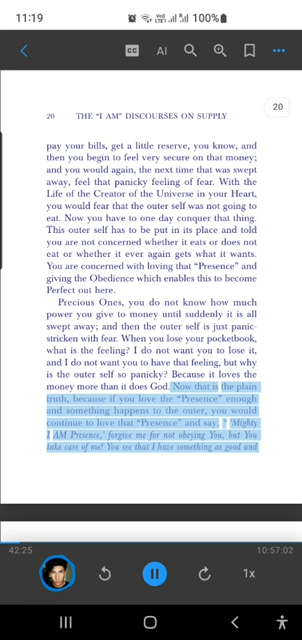 11:19
Vo)) LTE1
100%
CC
AI
20
20 THE “I AM” DISCOURSES ON SUPPLY
pay your bills, get a little reserve, you know, and
then you begin to feel very secure on that money;
and you would again, the next time that was swept
away, feel that panicky feeling of fear. With the
Life of the Creator of the Universe in your Heart,
you would fear that the outer self was not going to
eat. Now you have to one day conquer that thing.
This outer self has to be put in its place and told
you are not concerned whether it eats or does not
eat or whether it ever again gets what it wants.
You are concerned with loving that “Presence” and
giving the Obedience which enables this to become
Perfect out here.
Precious Ones, you do not know how much
power you give to money until suddenly it is all
swept away; and then the outer self is just panic-
stricken with fear. When you lose your pocketbook,
what is the feeling? I do not want you to lose it,
and I do not want you to have that feeling, but why
is the outer self so panicky? Because it loves the
money more than it does God. Now that is the plain
truth, because if you love the “Presence” enough
and something happens to the outer, you would
continue to love that “Presence” and say, “ ‘Mighty
I AM Presence,’ forgive me for not obeying You, but You
take care of me! You see that I have something as good and
42:25
10:57:02
1x